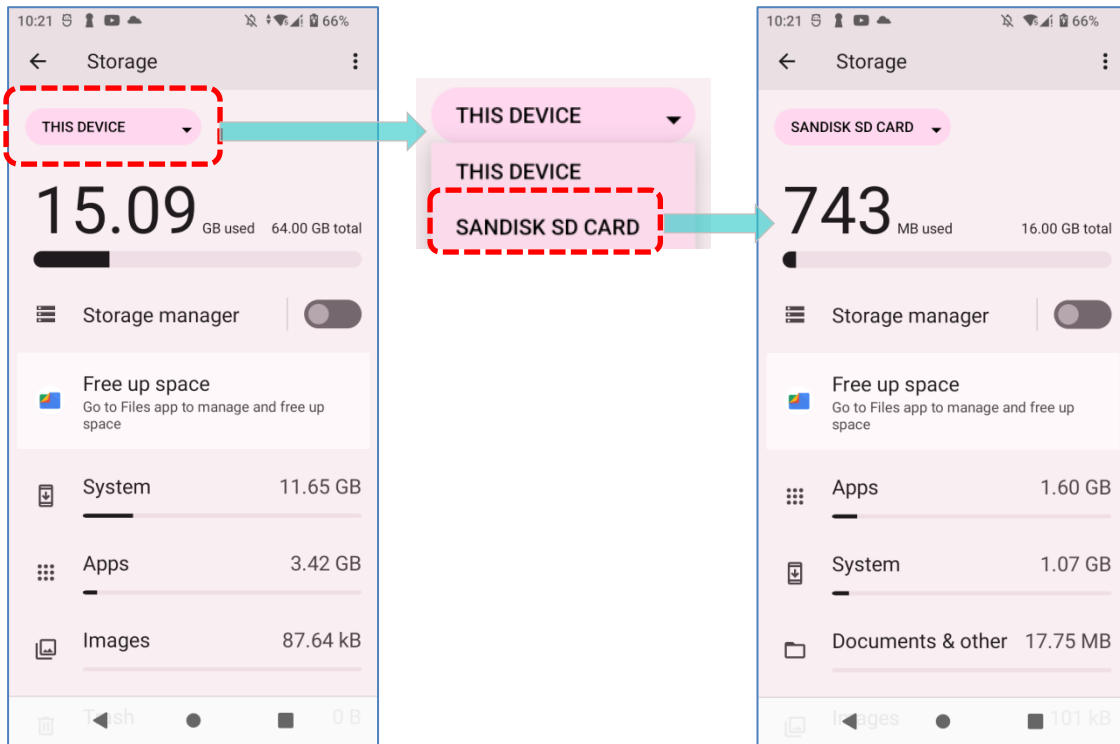 10:21
66%
Storage
THIS DEVICE
15.09 GB used 64.00 GB total
Storage manager
Free up space
Go to Files app to manage and free up
space
System 11.65 GB
Apps 3.42 GB
Images 87.64 kB
Trash 0 B
THIS DEVICE
THIS DEVICE
SANDISK SD CARD
10:21
66%
Storage
SANDISK SD CARD
743 MB used 16.00 GB total
Storage manager
Free up space
Go to Files app to manage and free up
space
Apps 1.60 GB
System 1.07 GB
Documents & other 17.75 MB
Images 101 kB